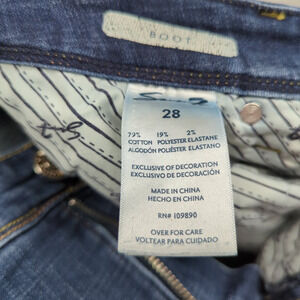 BOOT
28
79% 19% 2%
COTTON POLYESTER ELASTANE
ALGODÓN POLIÉSTER ELASTANO
EXCLUSIVE OF DECORATION
EXCLUSIVO DE DECORACIÓN
MADE IN CHINA
HECHO EN CHINA
RN# 109890
OVER FOR CARE
VOLTEAR PARA CUIDADO